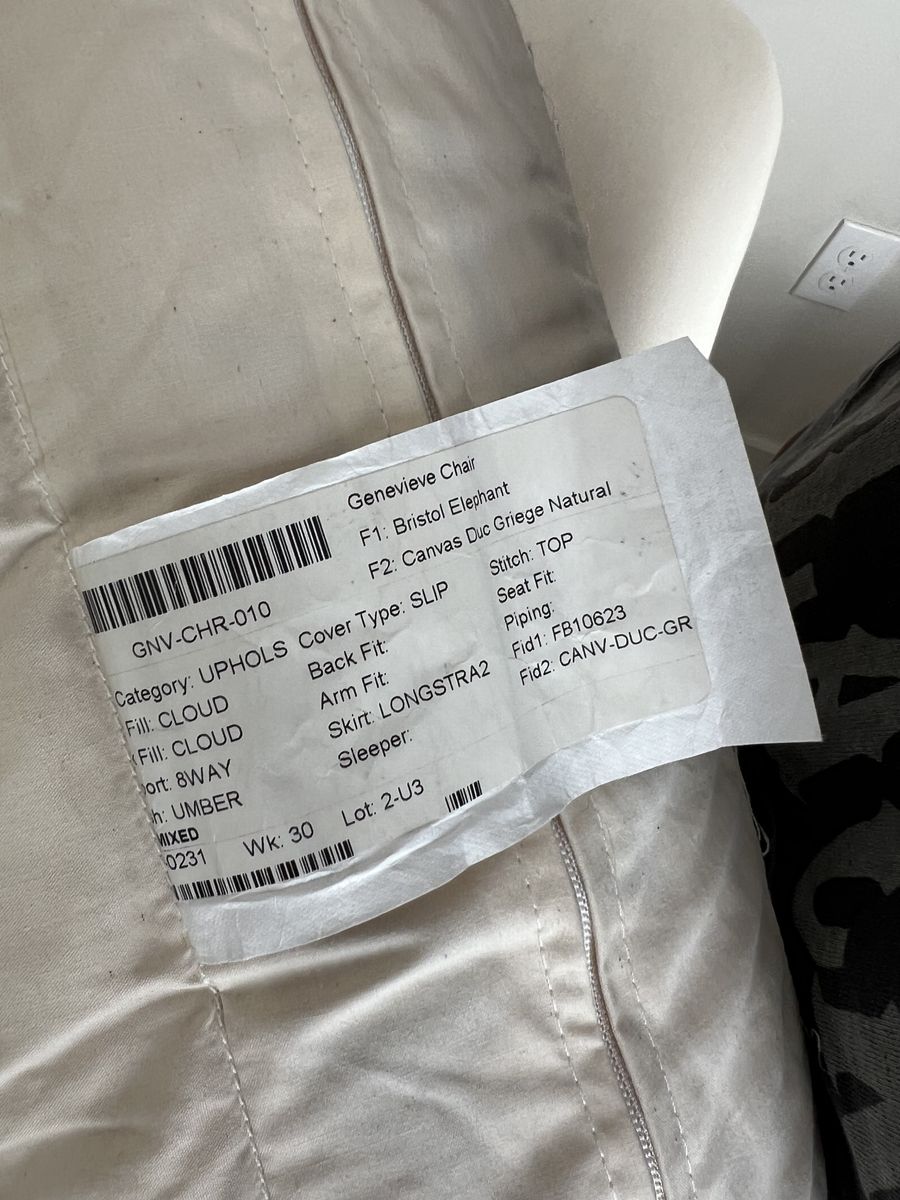 Genevieve Chair
F1: Bristol Elephant
F2: Canvas Duc Griege Natural
GNV-CHR-010
Category: UPHOLS
Fill: CLOUD
Fill: CLOUD
8WAY
UMBER
MIXED
0231
Cover Type: SLIP
Back Fit:
Arm Fit:
Skirt: LONGSTRA2
Sleeper:
Stitch: TOP
Seat Fit:
Piping:
Fid1: FB10623
Fid2: CANV-DUC-GR
Wk: 30
Lot: 2-U3